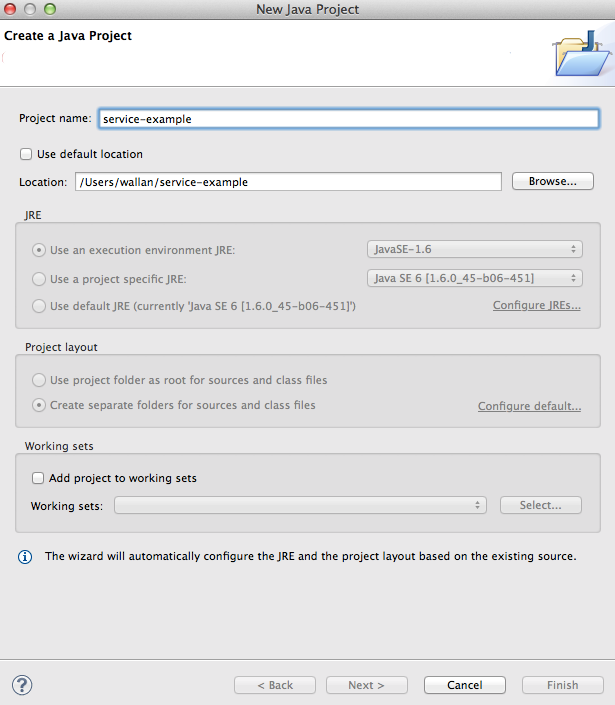 New Java Project
Create a Java Project
Project name: service-example
Use default location
Location: /Users/wallan/service-example Browse...
JRE
Use an execution environment JRE: JavaSE-1.6
Use a project specific JRE: Java SE 6 [1.6.0_45-b06-451]
Use default JRE (currently 'Java SE 6 [1.6.0_45-b06-451]') Configure JREs...
Project layout
Use project folder as root for sources and class files
Create separate folders for sources and class files Configure default...
Working sets
Add project to working sets
Working sets: Select...
The wizard will automatically configure the JRE and the project layout based on the existing source.
? < Back Next > Cancel Finish